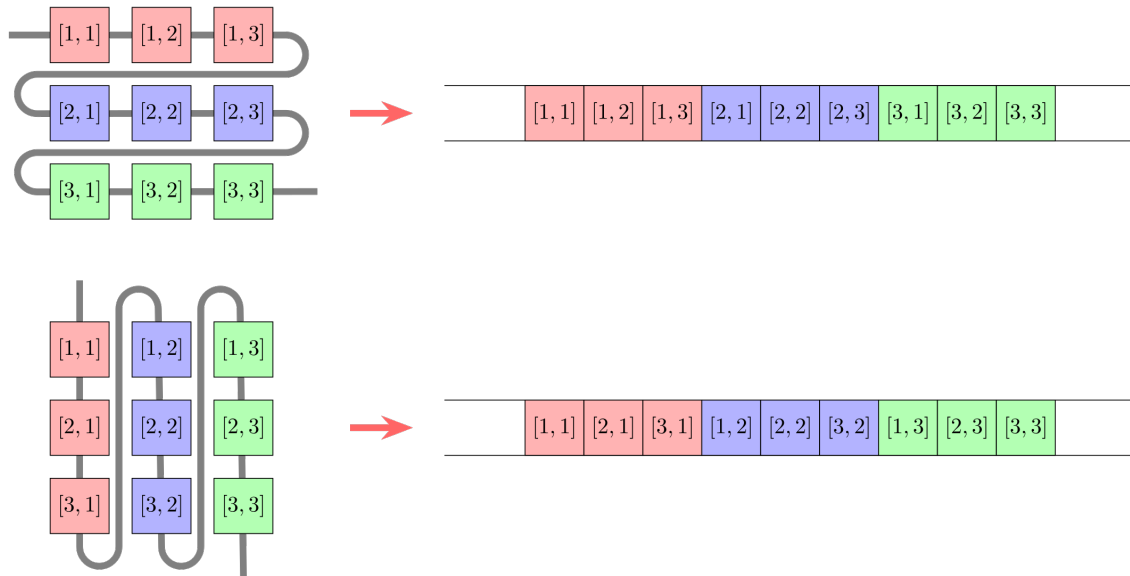 [1, 1] [1, 2] [1, 3]
[2, 1] [2, 2] [2, 3]
[3, 1] [3, 2] [3, 3]
[1, 1] [1, 2] [1, 3] [2, 1] [2, 2] [2, 3] [3, 1] [3, 2] [3, 3]
[1, 1] [1, 2] [1, 3]
[2, 1] [2, 2] [2, 3]
[3, 1] [3, 2] [3, 3]
[1, 1] [2, 1] [3, 1] [1, 2] [2, 2] [3, 2] [1, 3] [2, 3] [3, 3]